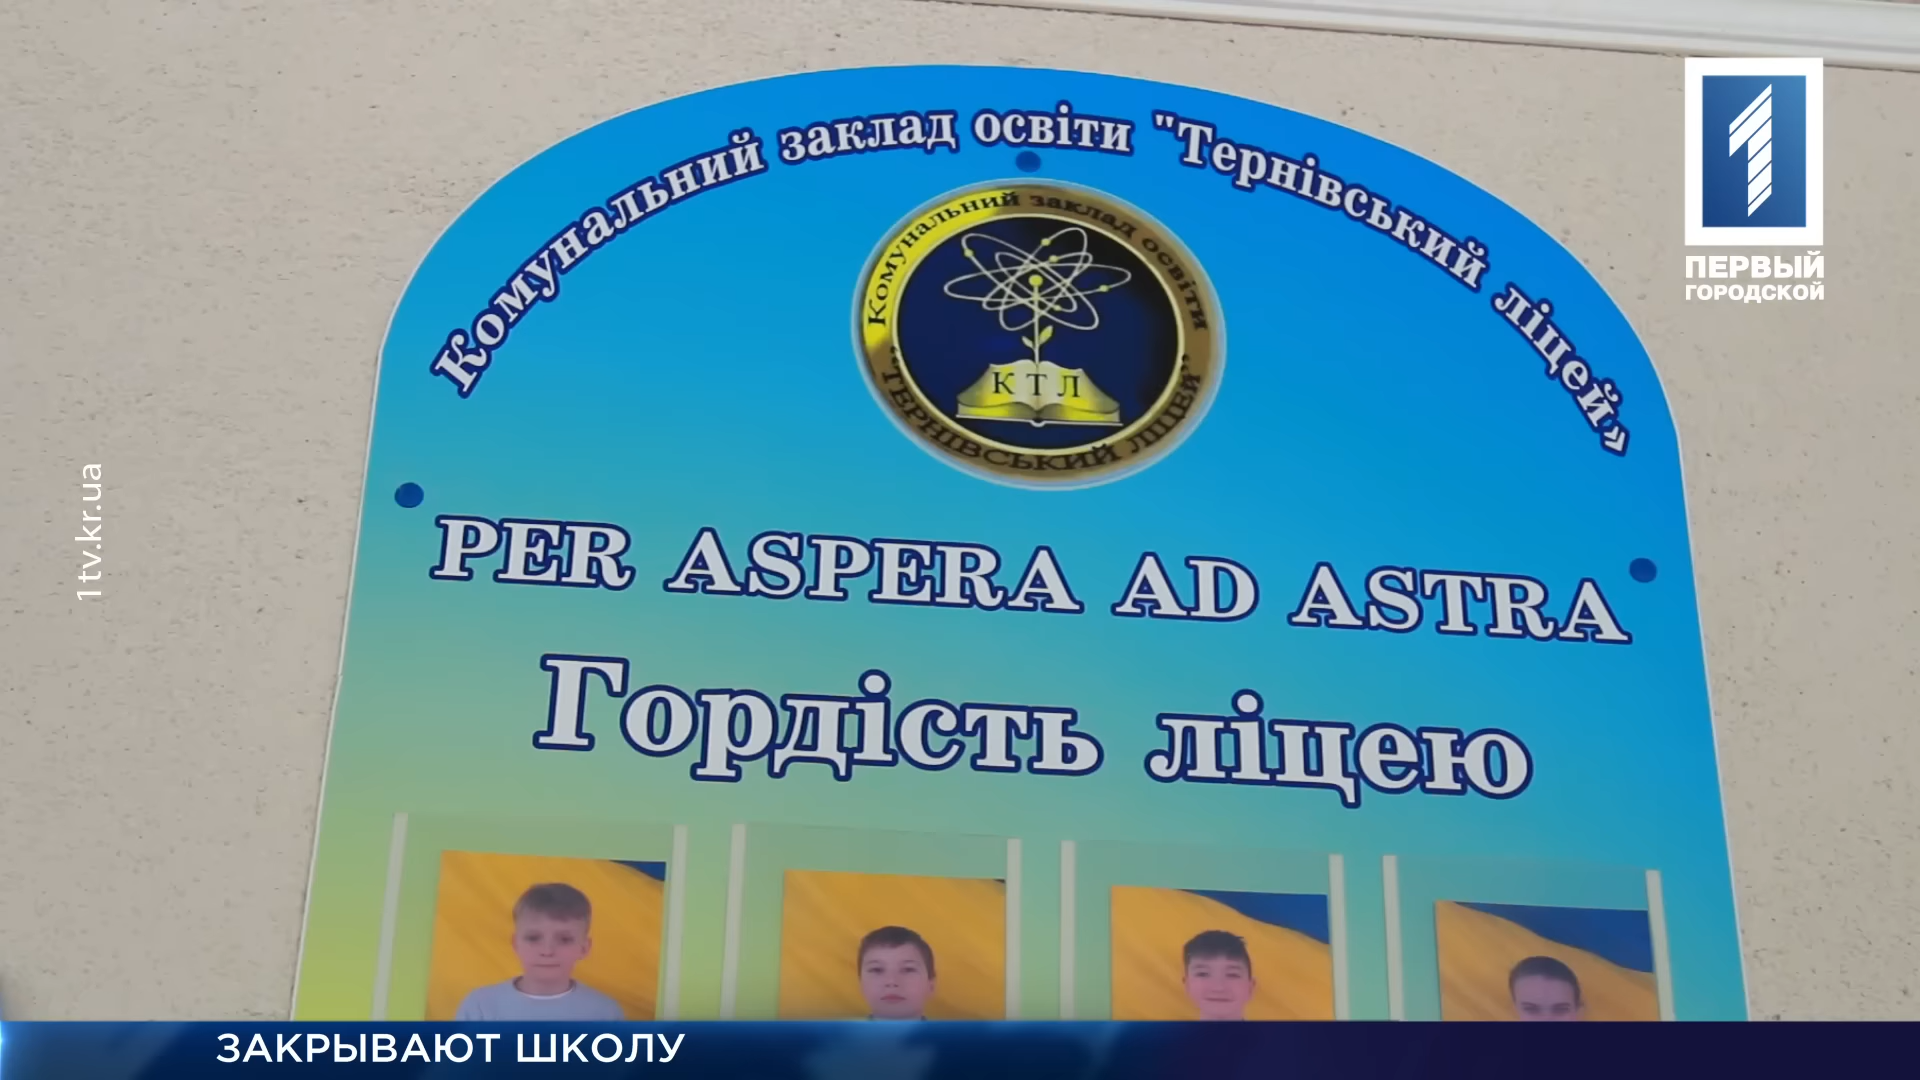 Комунальний заклад освіти "Тернівський ліцей»
Комунальний заклад освіти
"ТЕРНІВСЬКИЙ ЛІЦЕЙ"
К Т Л
PER ASPERA AD ASTRA
Гордість ліцею
ПЕРВЫЙ
ГОРОДСКОЙ
1tv.kr.ua
ЗАКРЫВАЮТ ШКОЛУ